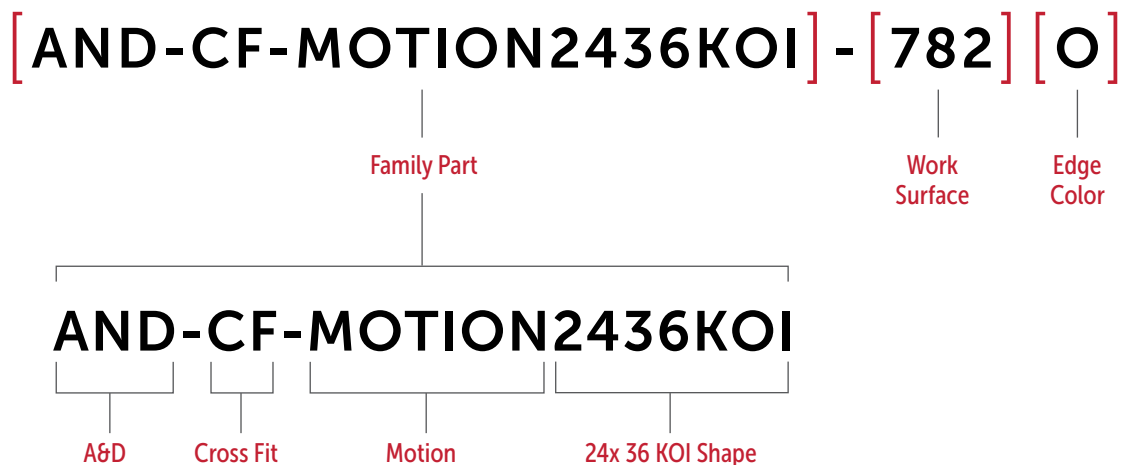 [AND-CF-MOTION2436KOI] - [782] [O]
Family Part
Work
Surface
Edge
Color
AND-CF-MOTION2436KOI
A&D
Cross Fit
Motion
24x 36 KOI Shape